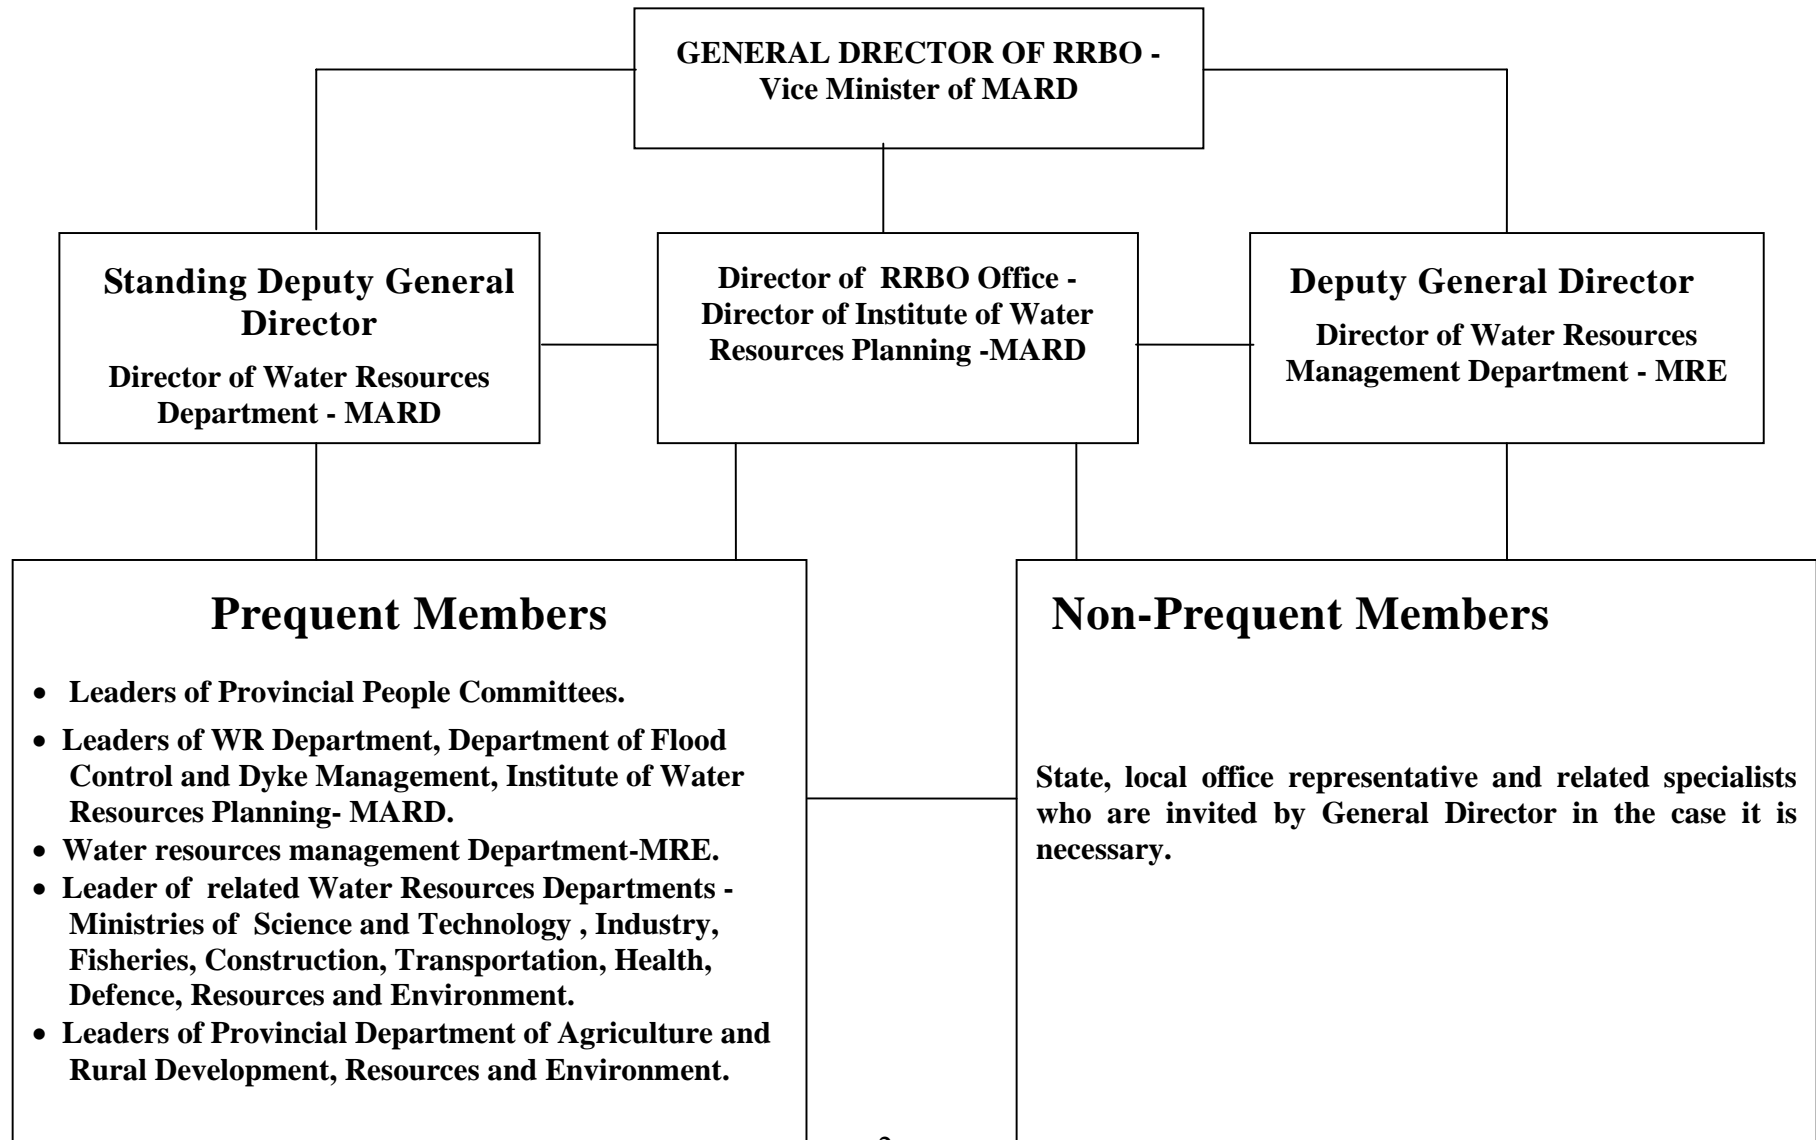 GENERAL DRECTOR OF RRBO -
Vice Minister of MARD
Standing Deputy General
Director
Director of Water Resources
Department - MARD
Director of RRBO Office -
Director of Institute of Water
Resources Planning -MARD
Deputy General Director
Director of Water Resources
Management Department - MRE
Prequent Members
• Leaders of Provincial People Committees.
• Leaders of WR Department, Department of Flood
Control and Dyke Management, Institute of Water
Resources Planning- MARD.
• Water resources management Department-MRE.
• Leader of related Water Resources Departments -
Ministries of Science and Technology , Industry,
Fisheries, Construction, Transportation, Health,
Defence, Resources and Environment.
• Leaders of Provincial Department of Agriculture and
Rural Development, Resources and Environment.
Non-Prequent Members
State, local office representative and related specialists
who are invited by General Director in the case it is
necessary.